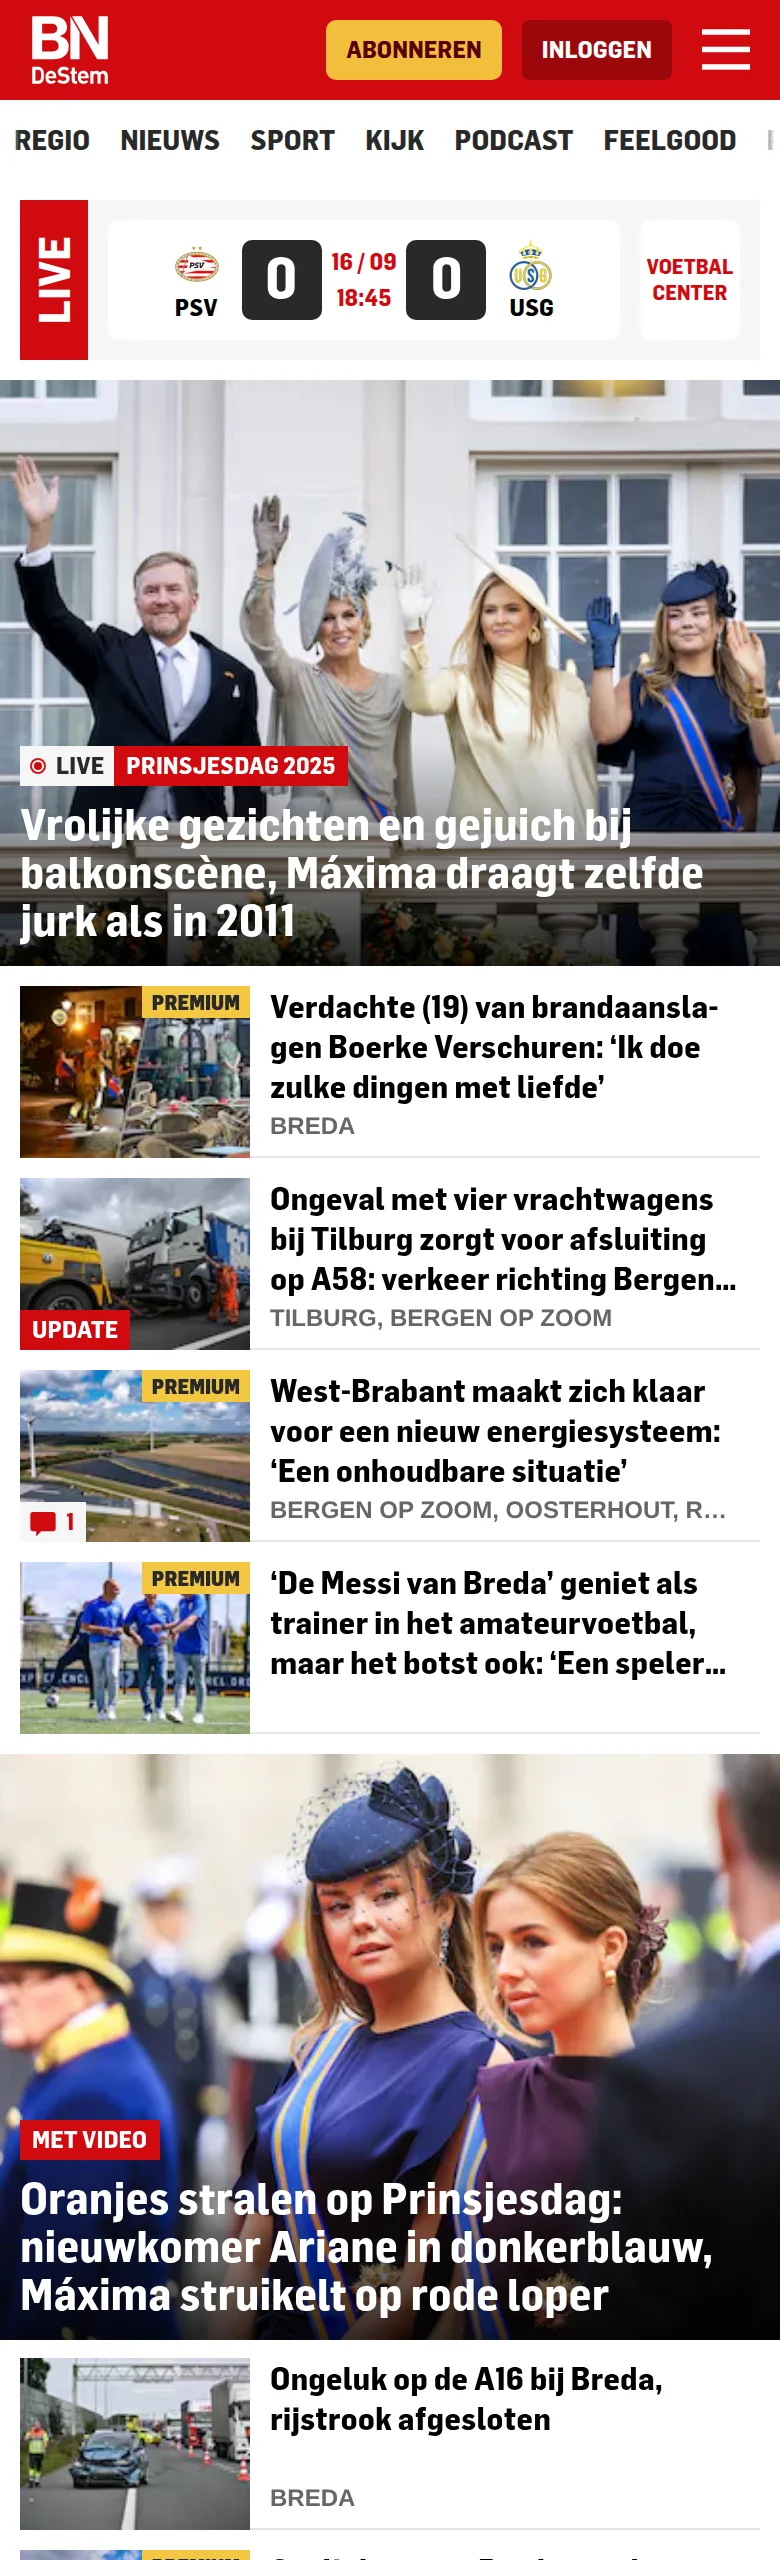 BN
DeStem
ABONNEREN
INLOGGEN
REGIO NIEUWS SPORT KIJK PODCAST FEELGOOD
LIVE
PSV
PSV
0
16 / 09
18:45
0
USG
USG
VOETBAL
CENTER
LIVE
PRINSJESDAG 2025
Vrolijke gezichten en gejuich bij
balkonscène, Máxima draagt zelfde
jurk als in 2011
PREMIUM
Verdachte (19) van brandaansla-
gen Boerke Verschuren: ‘Ik doe
zulke dingen met liefde’
BREDA
UPDATE
Ongeval met vier vrachtwagens
bij Tilburg zorgt voor afsluiting
op A58: verkeer richting Bergen...
TILBURG, BERGEN OP ZOOM
PREMIUM
1
West-Brabant maakt zich klaar
voor een nieuw energiesysteem:
‘Een onhoudbare situatie’
BERGEN OP ZOOM, OOSTERHOUT, R...
PREMIUM
‘De Messi van Breda’ geniet als
trainer in het amateurvoetbal,
maar het botst ook: ‘Een speler...
MET VIDEO
Oranjes stralen op Prinsjesdag:
nieuwkomer Ariane in donkerblauw,
Máxima struikelt op rode loper
Ongeluk op de A16 bij Breda,
rijstrook afgesloten
BREDA